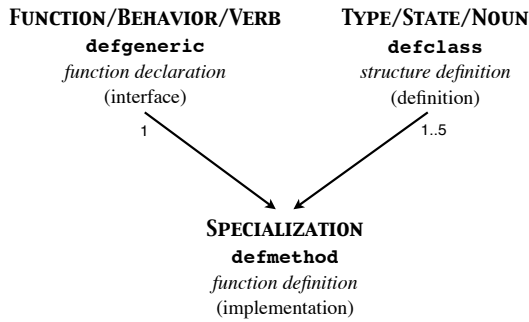 FUNCTION/BEHAVIOR/VERB
defgeneric
function declaration
(interface)
1
TYPE/STATE/NOUN
defclass
structure definition
(definition)
1..5
SPECIALIZATION
defmethod
function definition
(implementation)